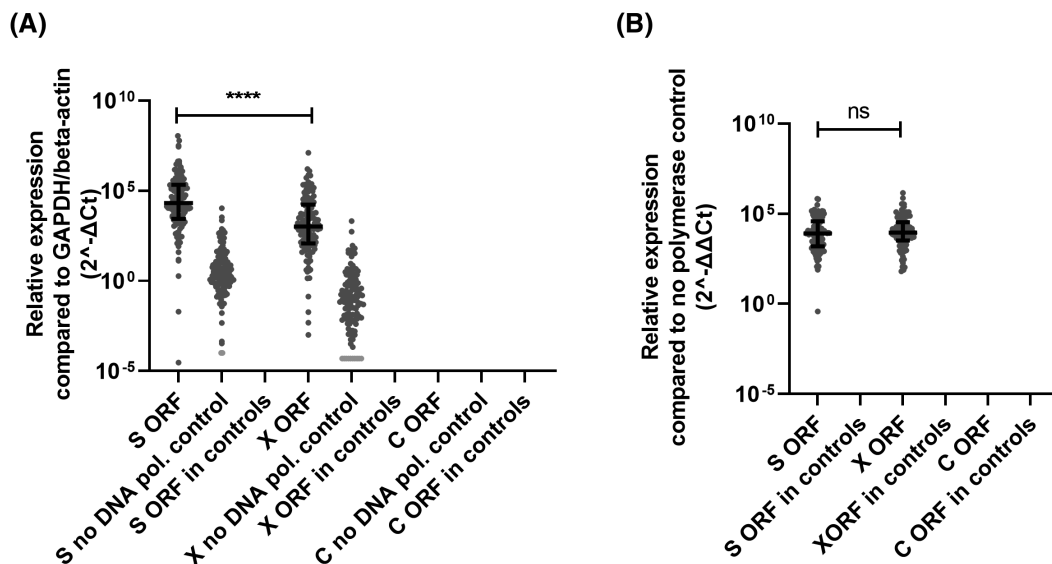 (A)
Relative expression
compared to GAPDH/beta-actin
(2^-ΔCt)
10^10
10^5
10^0
10^-5
****
S ORF
S no DNA pol. control
S ORF in controls
X ORF
X no DNA pol. control
X ORF in controls
C ORF
C no DNA pol. control
C ORF in controls
(B)
Relative expression
compared to no polymerase control
(2^-ΔΔCt)
10^10
10^5
10^0
10^-5
ns
S ORF
S ORF in controls
X ORF
XORF in controls
C ORF
C ORF in controls